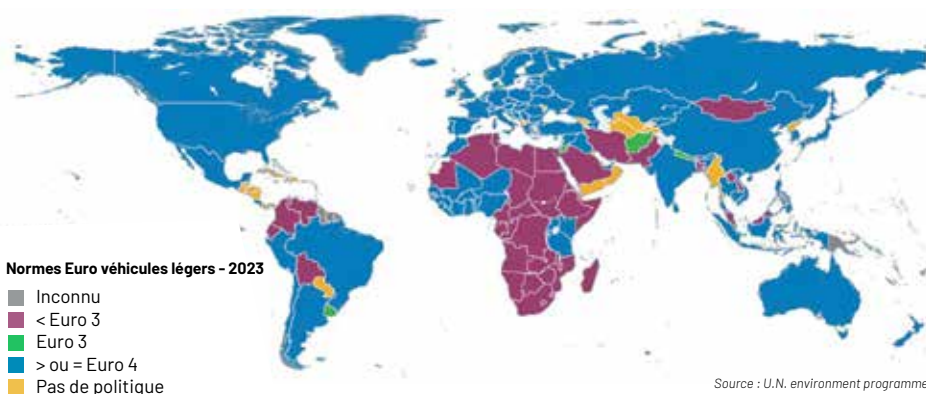 Normes Euro véhicules légers - 2023
Inconnu
< Euro 3
Euro 3
> ou = Euro 4
Pas de politique
Source : U.N. environment programme